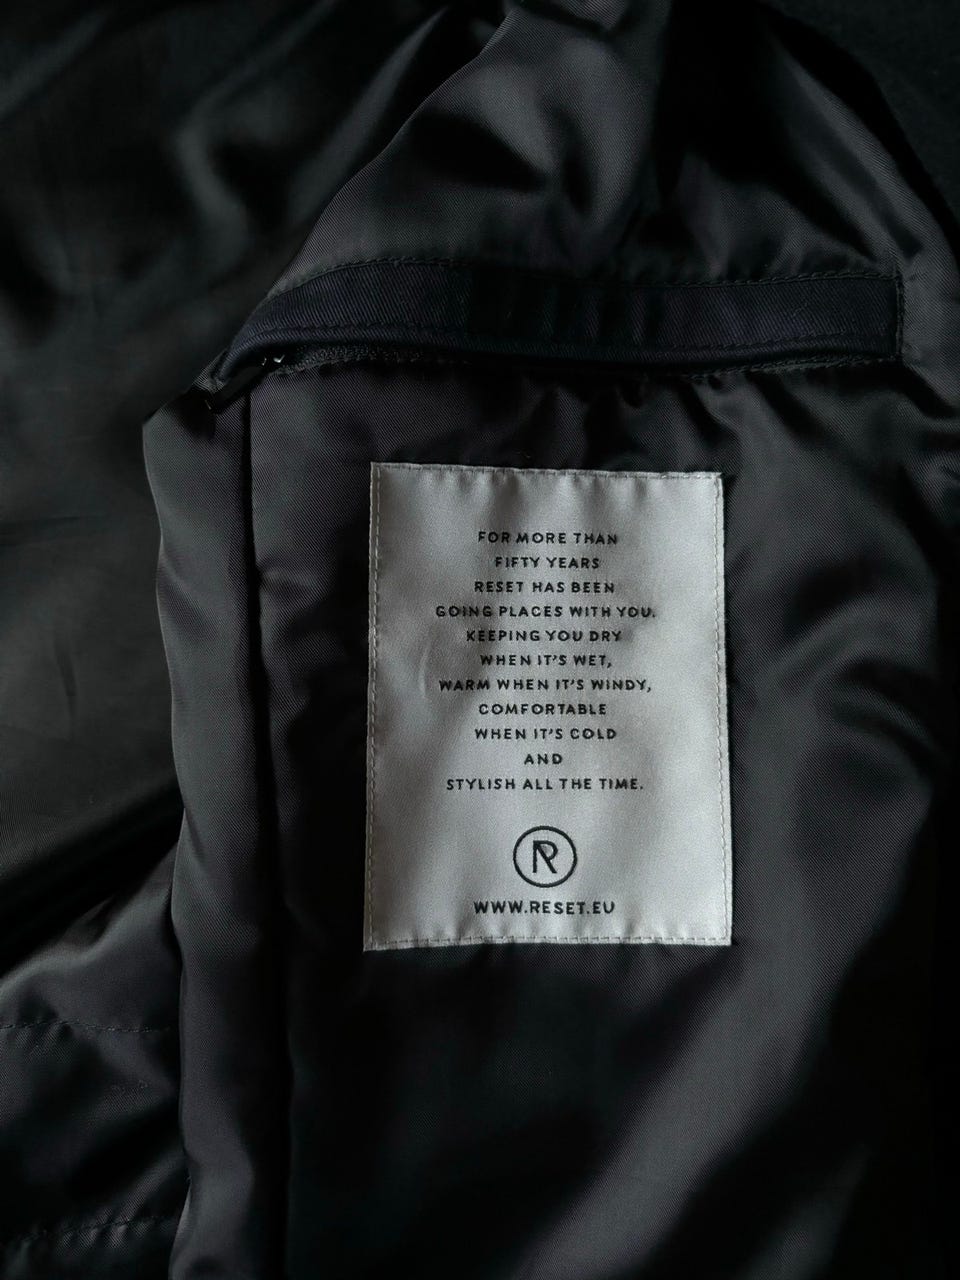 FOR MORE THAN
FIFTY YEARS
RESET HAS BEEN
GOING PLACES WITH YOU.
KEEPING YOU DRY
WHEN IT'S WET,
WARM WHEN IT'S WINDY,
COMFORTABLE
WHEN IT'S COLD
AND
STYLISH ALL THE TIME.
R
WWW.RESET.EU